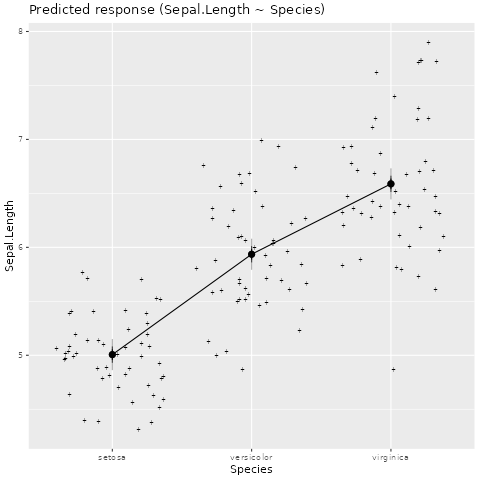 Predicted response (Sepal.Length ~ Species)
8
7
6
5
Sepal.Length
setosa
versicolor
virginica
Species